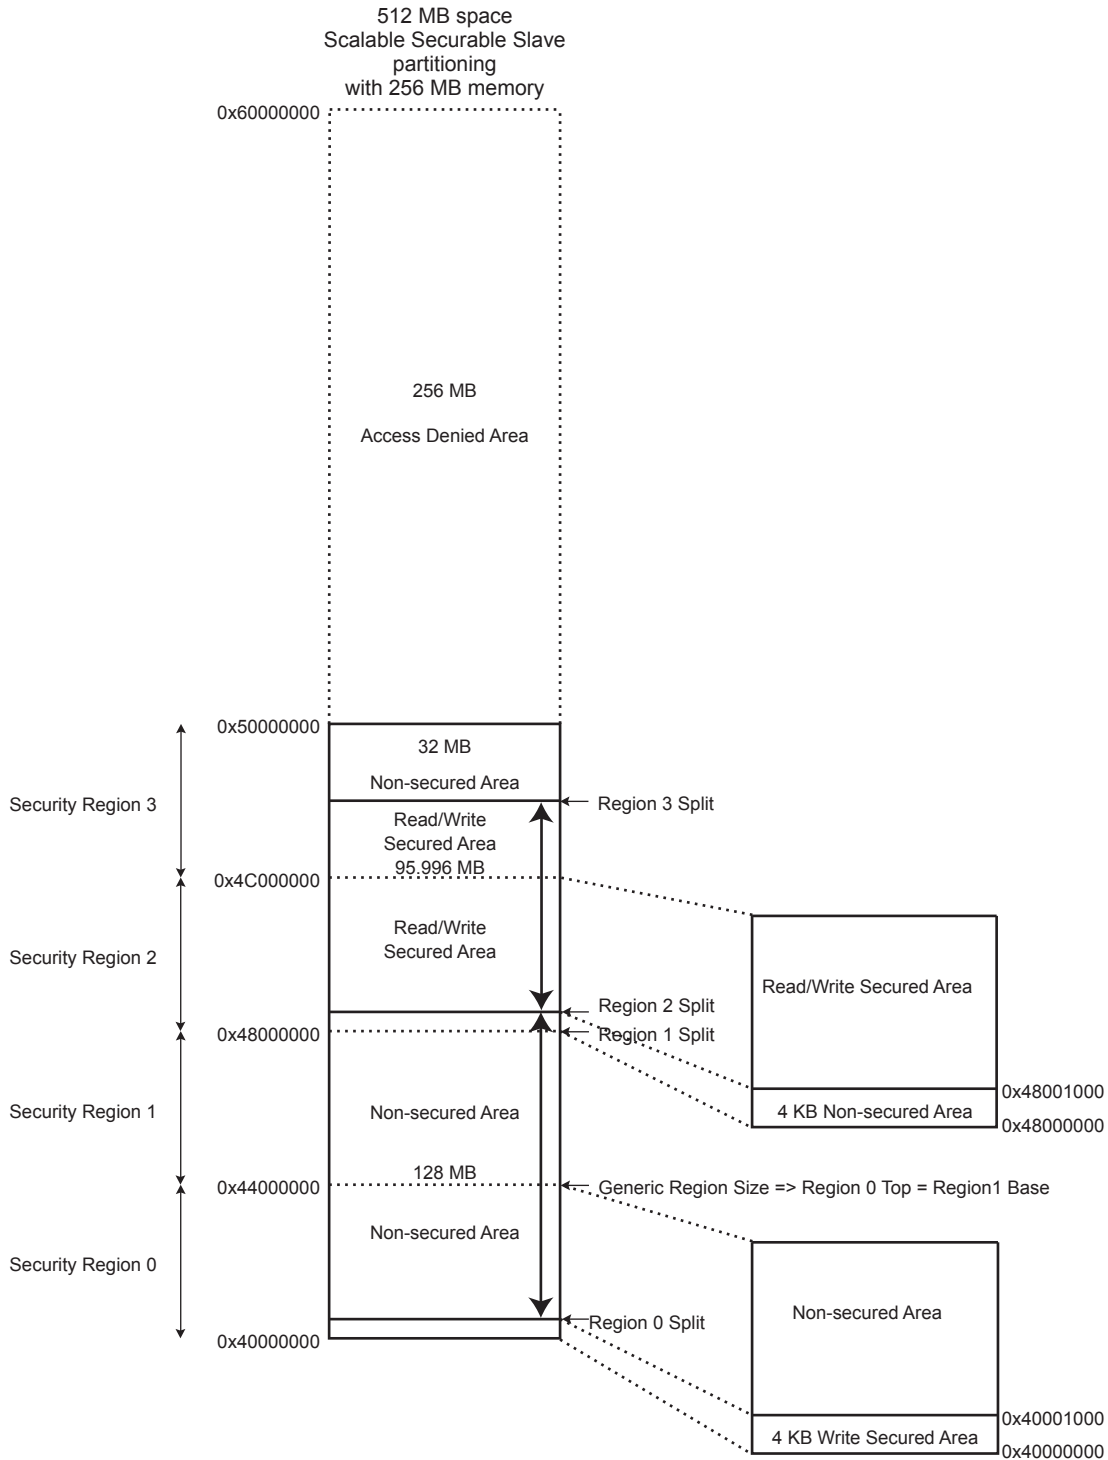 512 MB space
Scalable Securable Slave
partitioning
with 256 MB memory
0x60000000
256 MB
Access Denied Area
0x50000000
32 MB
Non-secured Area
Security Region 3
Region 3 Split
Read/Write
Secured Area
95.996 MB
0x4C000000
Read/Write
Secured Area
Security Region 2
Read/Write Secured Area
Region 2 Split
0x48000000
Region 1 Split
0x48001000
4 KB Non-secured Area
0x48000000
Security Region 1
Non-secured Area
128 MB
0x44000000
Generic Region Size => Region 0 Top = Region1 Base
Non-secured Area
Security Region 0
Non-secured Area
Region 0 Split
0x40000000
0x40001000
4 KB Write Secured Area
0x40000000